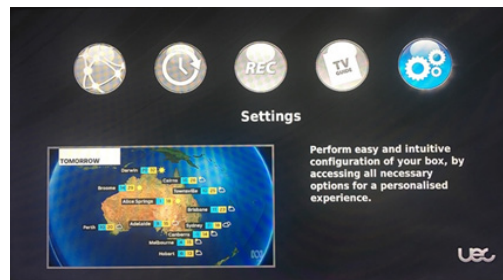 REC
TV
GUIDE
Settings
TOMORROW
Darwin
Cairns
Broome
Townsville
Alice Springs
Brisbane
Perth
Adelaide
Sydney
Canberra
Melbourne
Hobart
Perform easy and intuitive
configuration of your box, by
accessing all necessary
options for a personalised
experience.
UEC